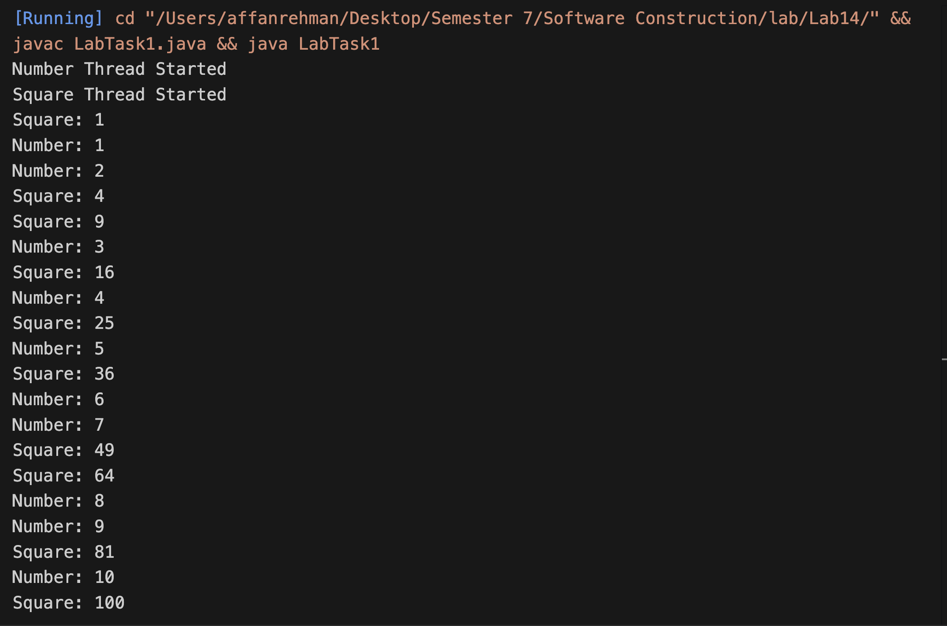 [Running] cd "/Users/affanrehman/Desktop/Semester 7/Software Construction/lab/Lab14/" &&
javac LabTask1.java && java LabTask1
Number Thread Started
Square Thread Started
Square: 1
Number: 1
Number: 2
Square: 4
Square: 9
Number: 3
Square: 16
Number: 4
Square: 25
Number: 5
Square: 36
Number: 6
Number: 7
Square: 49
Square: 64
Number: 8
Number: 9
Square: 81
Number: 10
Square: 100